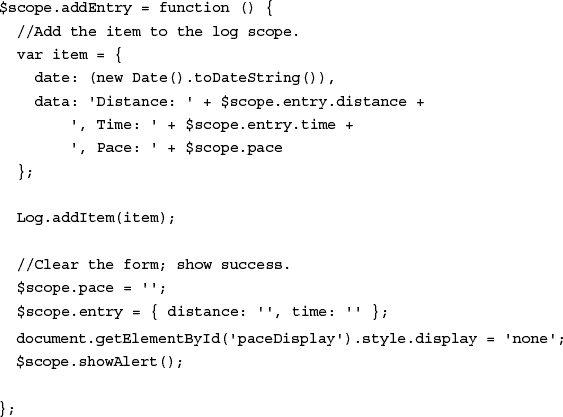 $scope.addEntry = function () {
  //Add the item to the log scope.
  var item = {
    date: (new Date().toDateString()),
    data: 'Distance: ' + $scope.entry.distance +
        ', Time: ' + $scope.entry.time +
        ', Pace: ' + $scope.pace
  };

  Log.addItem(item);

  //Clear the form; show success.
  $scope.pace = '';
  $scope.entry = { distance: '', time: '' };
  document.getElementById('paceDisplay').style.display = 'none';
  $scope.showAlert();

};